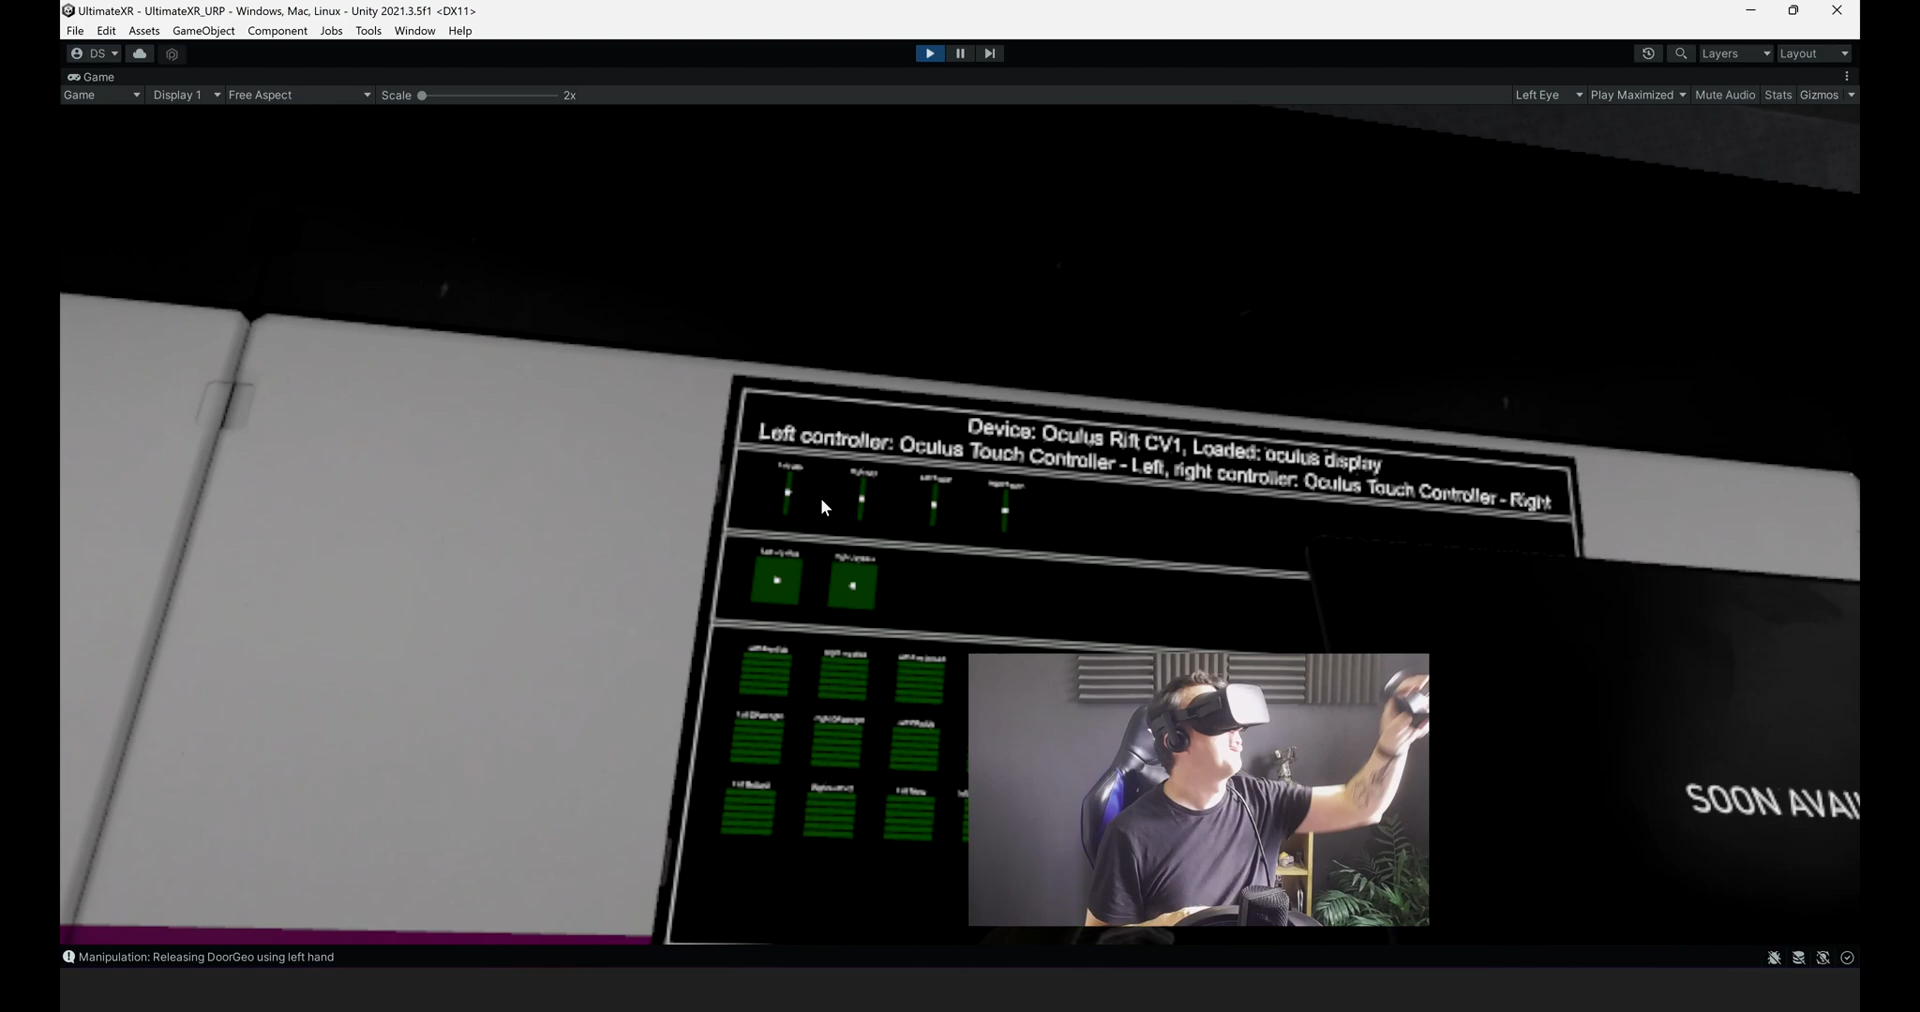 UltimateXR - UltimateXR_URP - Windows, Mac, Linux - Unity 2021.3.5f1 <DX11>
File Edit Assets GameObject Component Jobs Tools Window Help
DS Layers Layout
Game
Game Display 1 Free Aspect Scale 2x Left Eye Play Maximized Mute Audio Stats Gizmos
Device: Oculus Rift CV1, Loaded: oculus display
Left controller: Oculus Touch Controller - Left, right controller: Oculus Touch Controller - Right
SOON AVAI
Manipulation: Releasing DoorGeo using left hand